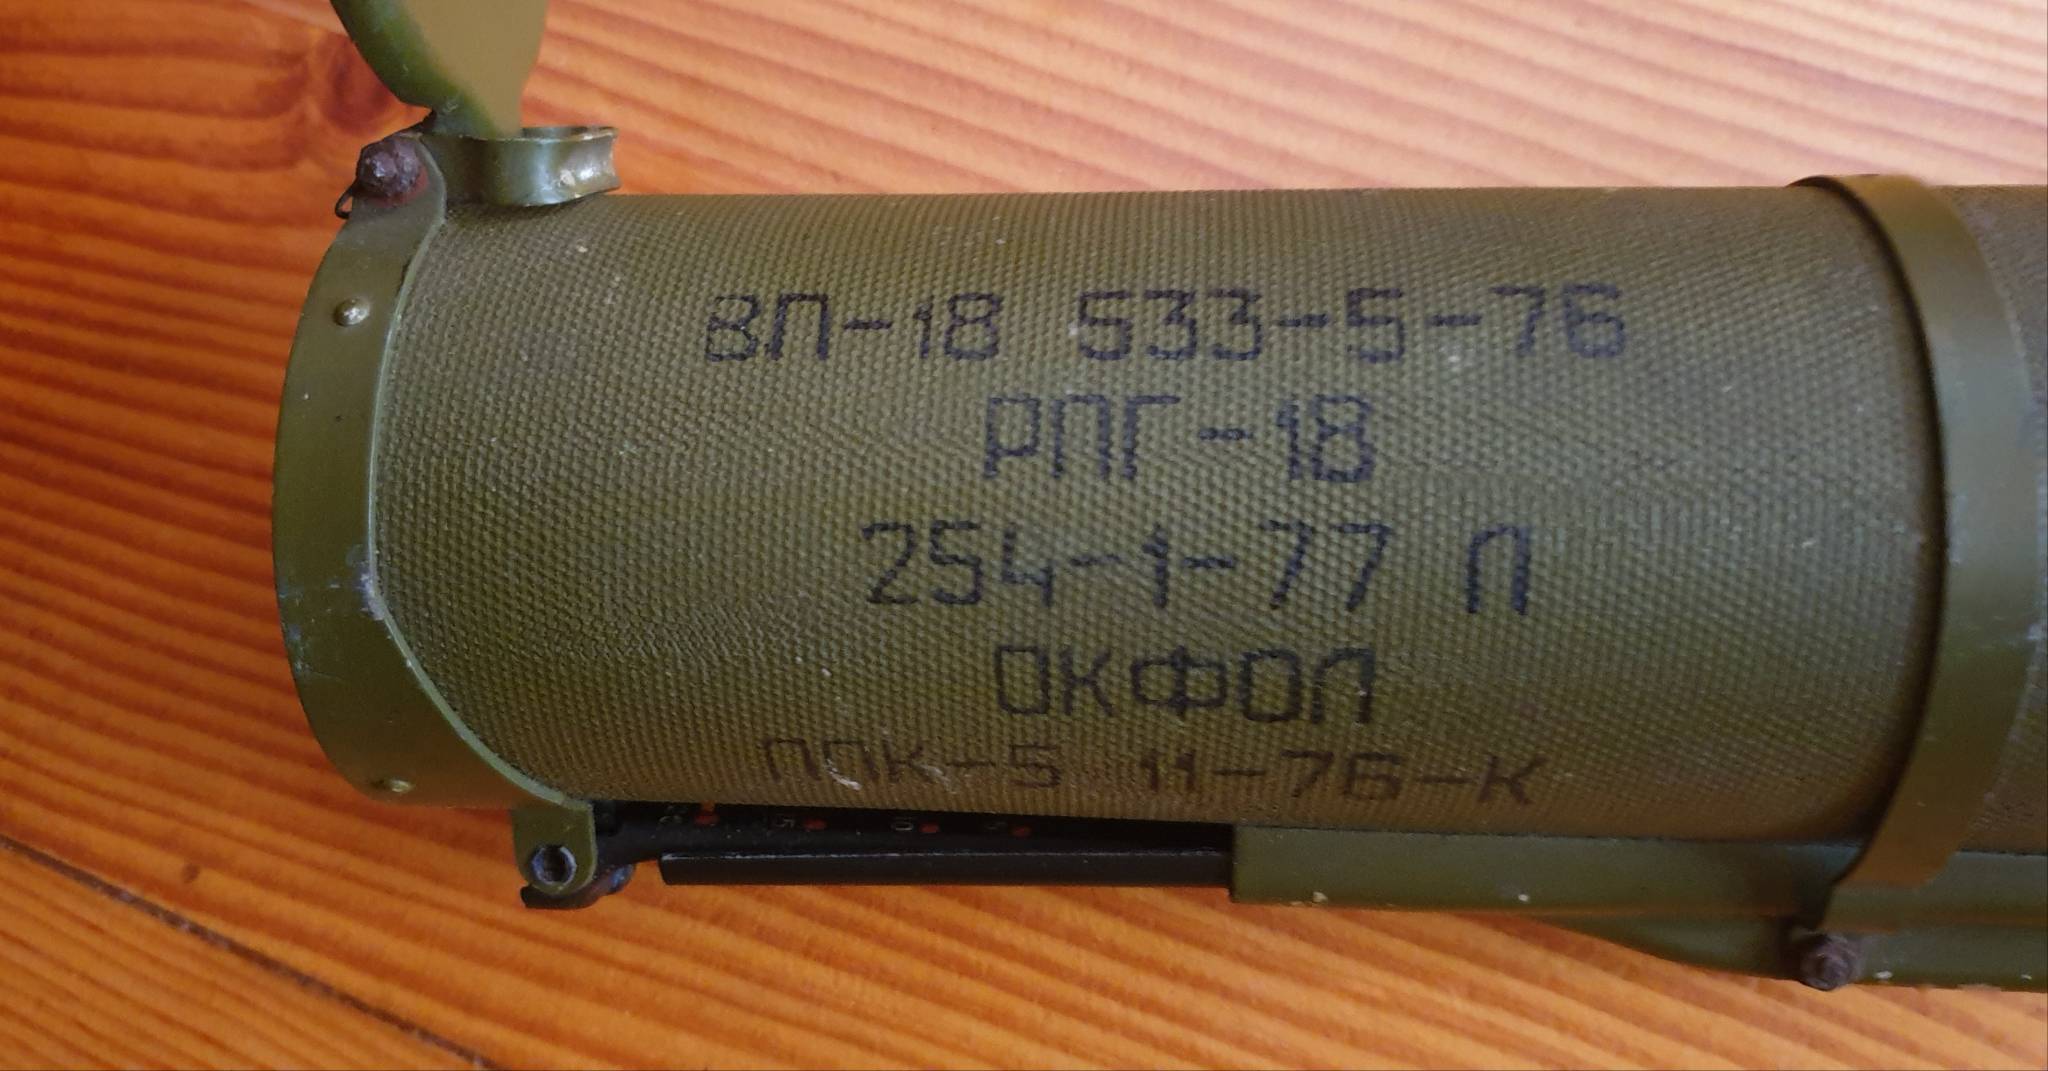 ВП-18 533-5-76
РПГ-18
254-1-77 П
ОКФОЛ
ППК-5 11-76-К